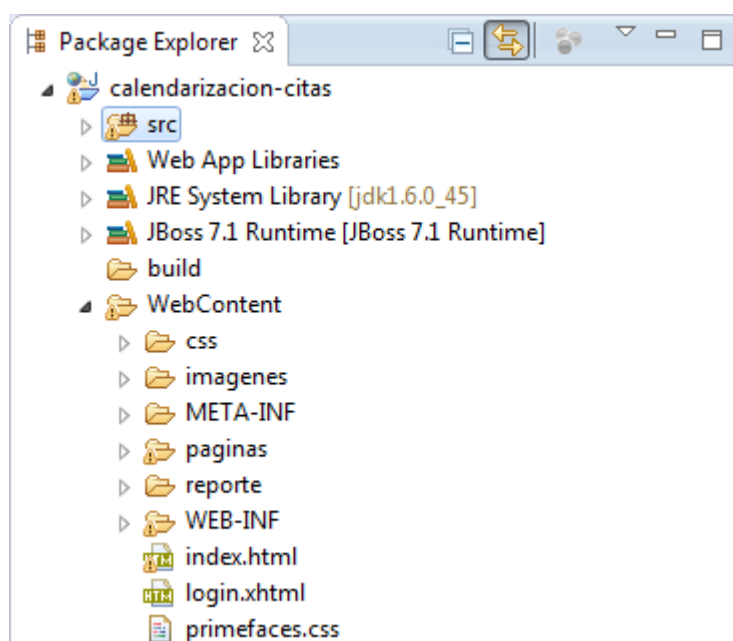 Package Explorer
calendarizacion-citas
src
Web App Libraries
JRE System Library [jdk1.6.0_45]
JBoss 7.1 Runtime [JBoss 7.1 Runtime]
build
WebContent
css
imagenes
META-INF
paginas
reporte
WEB-INF
index.html
login.xhtml
primefaces.css